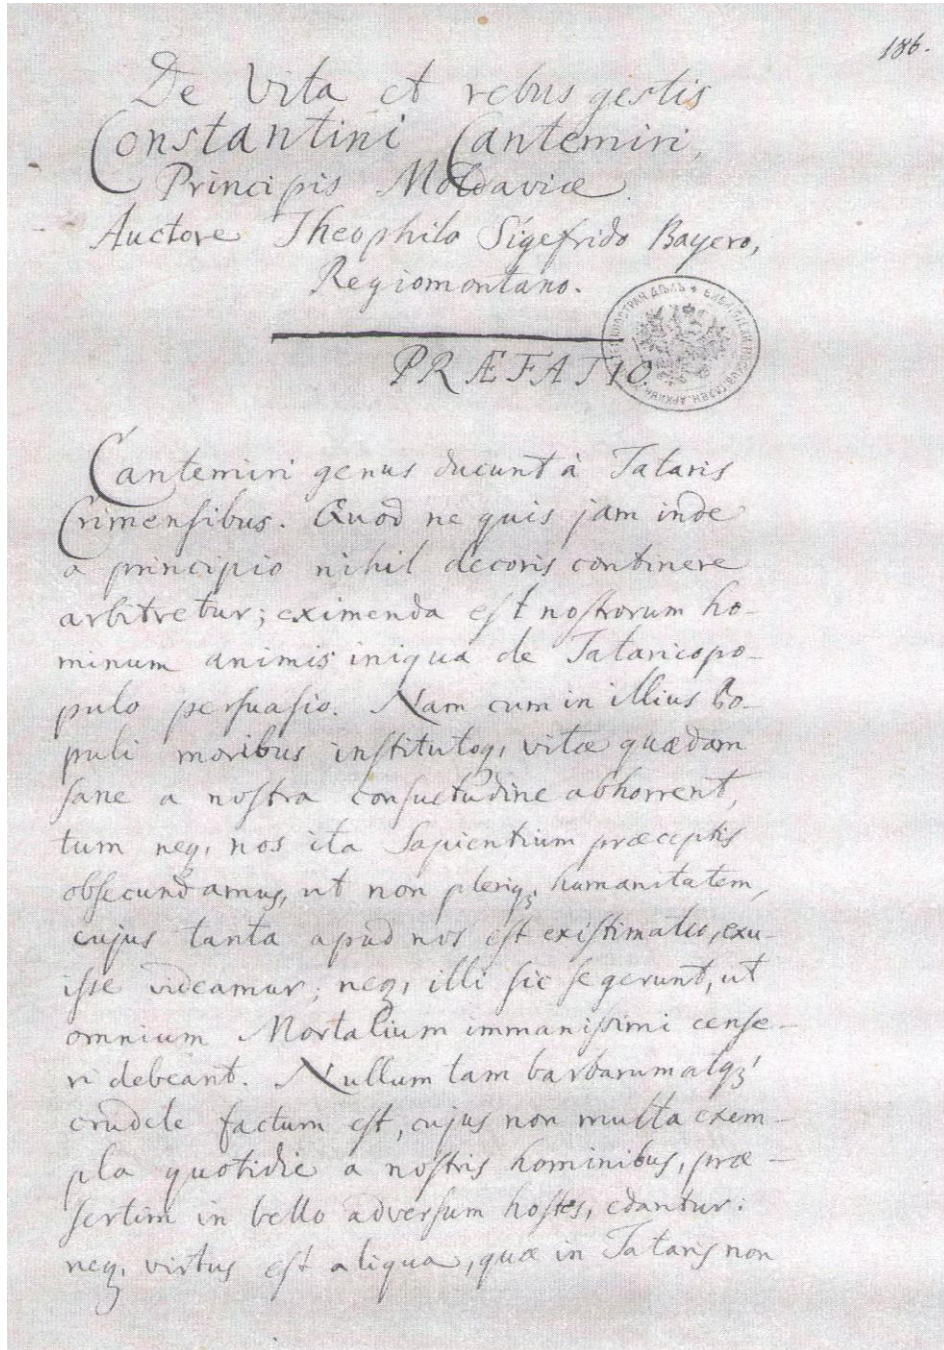 186.
De Vita et rebus gestis
Constantini Cantemiri,
Principis Moldaviæ.
Auctore Theophilo Sigefrido Bayero,
Regiomontano.
PRÆFATIO.
Cantemiri genus ducunt à Tataris
Crimensibus. Quod ne quis jam inde
a principio nihil decoris continere
arbitretur; eximenda est nostrorum ho-
minum animis iniqua de Tatarico po-
pulo persuasio. Nam cum in illius Po-
puli moribus institutoq, vitæ quædam
sane a nostra consuetudine abhorrent,
tum neq, nos ita Sapientium præceptis
obsecundamus, ut non pleriq, humanitatem,
cujus tanta apud nos est existimatio, exu-
isse videamur; neq, illi sic se gerunt, ut
omnium Mortalium immanissimi cense-
ri debeant. Nullum tam barbarum atq,
crudele factum est, cujus non multa exem-
pla quotidie a nostris hominibus, præ-
sertim in bello adversum hostes, edantur:
neq, virtus est aliqua, quæ in Tataris non